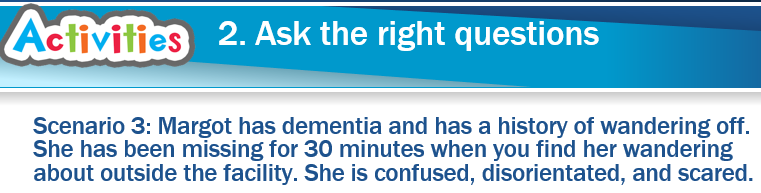 Activities
2. Ask the right questions
Scenario 3: Margot has dementia and has a history of wandering off.
She has been missing for 30 minutes when you find her wandering
about outside the facility. She is confused, disorientated, and scared.